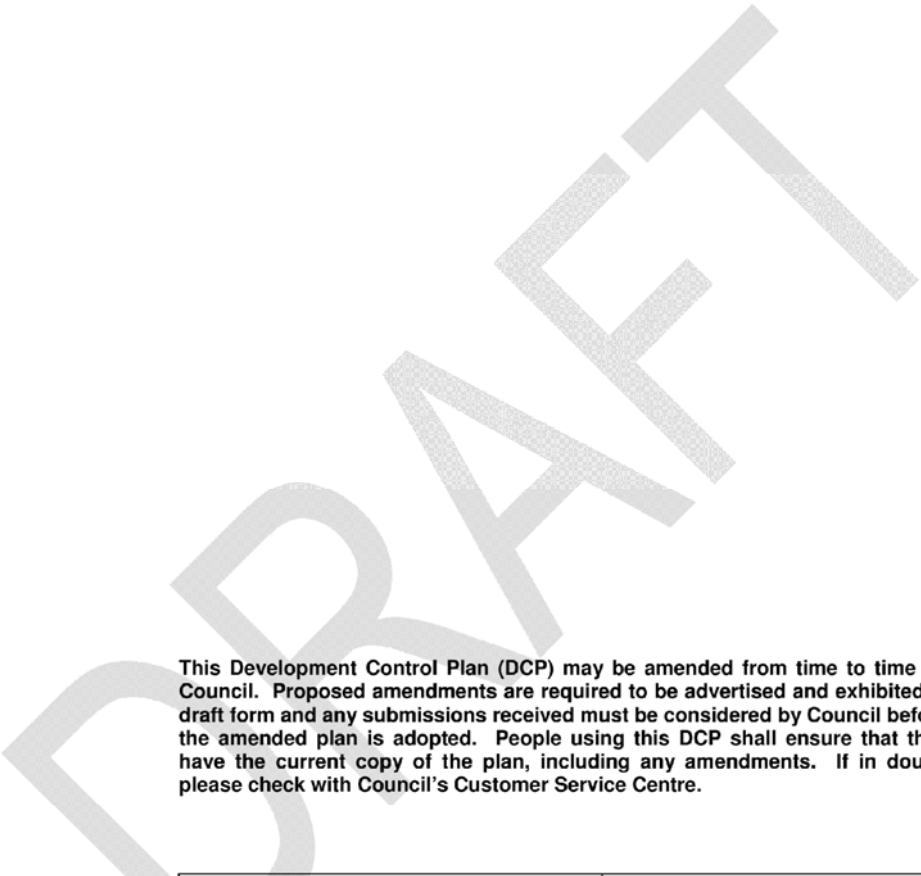 DRAFT
This Development Control Plan (DCP) may be amended from time to time
Council. Proposed amendments are required to be advertised and exhibited
draft form and any submissions received must be considered by Council
the amended plan is adopted. People using this DCP shall ensure that
have the current copy of the plan, including any amendments. If in
please check with Council's Customer Service Centre.